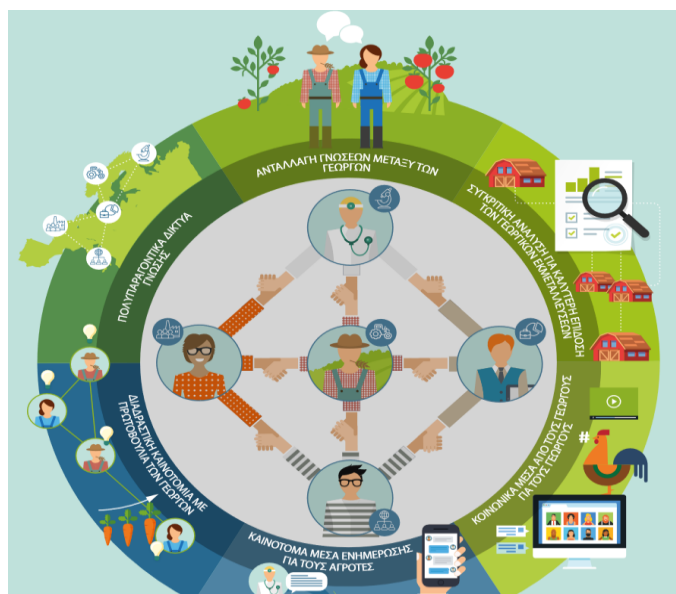 ΑΝΤΑΛΛΑΓΗ ΓΝΩΣΕΩΝ ΜΕΤΑΞΥ ΤΩΝ
ΓΕΩΡΓΩΝ
ΣΥΓΚΡΙΤΙΚΗ ΑΝΑΛΥΣΗ ΓΙΑ ΚΑΛΥΤΕΡΗ ΕΠΙΔΟΣΗ
ΤΩΝ ΓΕΩΡΓΙΚΩΝ ΕΚΜΕΤΑΛΛΕΥΣΕΩΝ
ΚΟΙΝΩΝΙΚΑ ΜΕΣΑ ΑΠΟ ΤΟΥΣ ΓΕΩΡΓΟΥΣ
ΓΙΑ ΤΟΥΣ ΓΕΩΡΓΟΥΣ
#
ΚΑΙΝΟΤΟΜΑ ΜΕΣΑ ΕΝΗΜΕΡΩΣΗΣ
ΓΙΑ ΤΟΥΣ ΑΓΡΟΤΕΣ
ΔΙΑΔΡΑΣΤΙΚΗ ΚΑΙΝΟΤΟΜΙΑ ΜΕ
ΠΡΩΤΟΒΟΥΛΙΑ ΤΩΝ ΓΕΩΡΓΩΝ
ΠΟΛΥΠΑΡΑΓΟΝΤΙΚΑ ΔΙΚΤΥΑ
ΓΝΩΣΗΣ